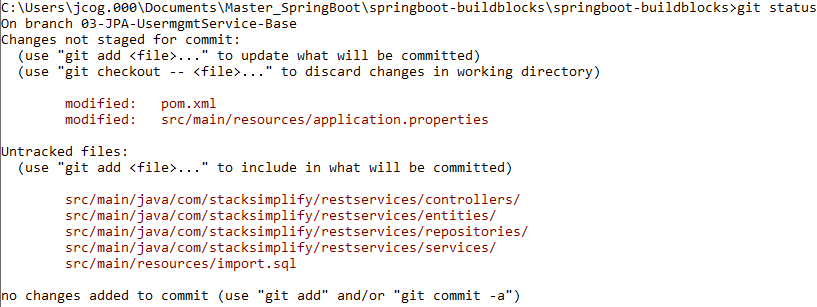 C:\Users\jcog.000\Documents\Master_SpringBoot\springboot-buildblocks\springboot-buildblocks>git status
On branch 03-JPA-UsermgmtService-Base
Changes not staged for commit:
  (use "git add <file>..." to update what will be committed)
  (use "git checkout -- <file>..." to discard changes in working directory)
        modified:   pom.xml
        modified:   src/main/resources/application.properties
Untracked files:
  (use "git add <file>..." to include in what will be committed)
        src/main/java/com/stacksimplify/restservices/controllers/
        src/main/java/com/stacksimplify/restservices/entities/
        src/main/java/com/stacksimplify/restservices/repositories/
        src/main/java/com/stacksimplify/restservices/services/
        src/main/resources/import.sql
no changes added to commit (use "git add" and/or "git commit -a")